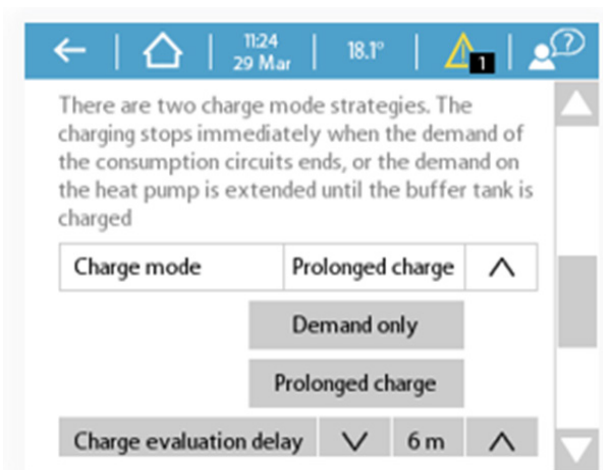 11:24
29 Mar
18.1°
1
?
There are two charge mode strategies. The
charging stops immediately when the demand of
the consumption circuits ends, or the demand on
the heat pump is extended until the buffer tank is
charged
Charge mode Prolonged charge
Demand only
Prolonged charge
Charge evaluation delay 6 m